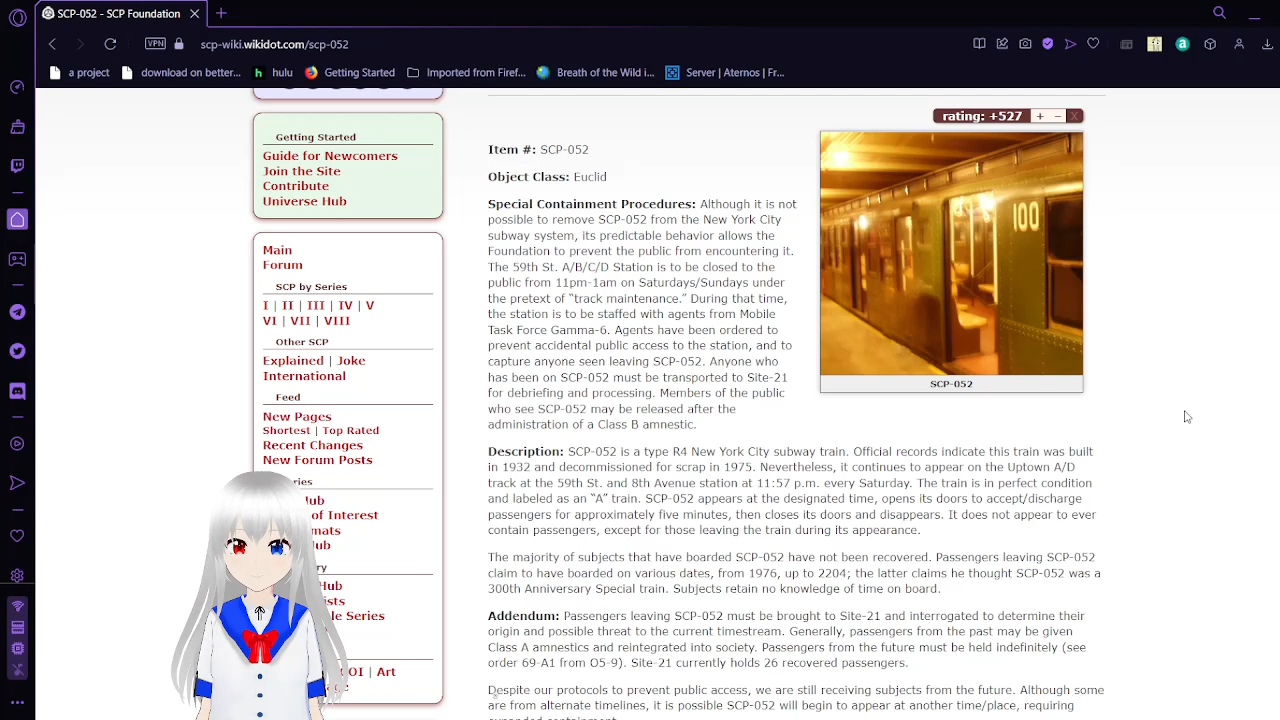 SCP-052 - SCP Foundation
VPN
scp-wiki.wikidot.com/scp-052
a project
download on better...
hulu
Getting Started
Imported from Firef...
Breath of the Wild i...
Server | Aternos | Fr...
Getting Started
Guide for Newcomers
Join the Site
Contribute
Universe Hub
Main
Forum
SCP by Series
I | II | III | IV | V
VI | VII | VIII
Other SCP
Explained | Joke
International
Feed
New Pages
Shortest | Top Rated
Recent Changes
New Forum Posts
rating: +527 + − X
Item #: SCP-052
Object Class: Euclid
Special Containment Procedures: Although it is not
possible to remove SCP-052 from the New York City
subway system, its predictable behavior allows the
Foundation to prevent the public from encountering it.
The 59th St. A/B/C/D Station is to be closed to the
public from 11pm-1am on Saturdays/Sundays under
the pretext of “track maintenance.” During that time,
the station is to be staffed with agents from Mobile
Task Force Gamma-6. Agents have been ordered to
prevent accidental public access to the station, and to
capture anyone seen leaving SCP-052. Anyone who
has been on SCP-052 must be transported to Site-21
for debriefing and processing. Members of the public
who see SCP-052 may be released after the
administration of a Class B amnestic.
100
SCP-052
Description: SCP-052 is a type R4 New York City subway train. Official records indicate this train was built
in 1932 and decommissioned for scrap in 1975. Nevertheless, it continues to appear on the Uptown A/D
track at the 59th St. and 8th Avenue station at 11:57 p.m. every Saturday. The train is in perfect condition
and labeled as an “A” train. SCP-052 appears at the designated time, opens its doors to accept/discharge
passengers for approximately five minutes, then closes its doors and disappears. It does not appear to ever
contain passengers, except for those leaving the train during its appearance.
The majority of subjects that have boarded SCP-052 have not been recovered. Passengers leaving SCP-052
claim to have boarded on various dates, from 1976, up to 2204; the latter claims he thought SCP-052 was a
300th Anniversary Special train. Subjects retain no knowledge of time on board.
Addendum: Passengers leaving SCP-052 must be brought to Site-21 and interrogated to determine their
origin and possible threat to the current timestream. Generally, passengers from the past may be given
Class A amnestics and reintegrated into society. Passengers from the future must be held indefinitely (see
order 69-A1 from O5-9). Site-21 currently holds 26 recovered passengers.
Despite our protocols to prevent public access, we are still receiving subjects from the future. Although some
are from alternate timelines, it is possible SCP-052 will begin to appear at another time/place, requiring
expanded containment.